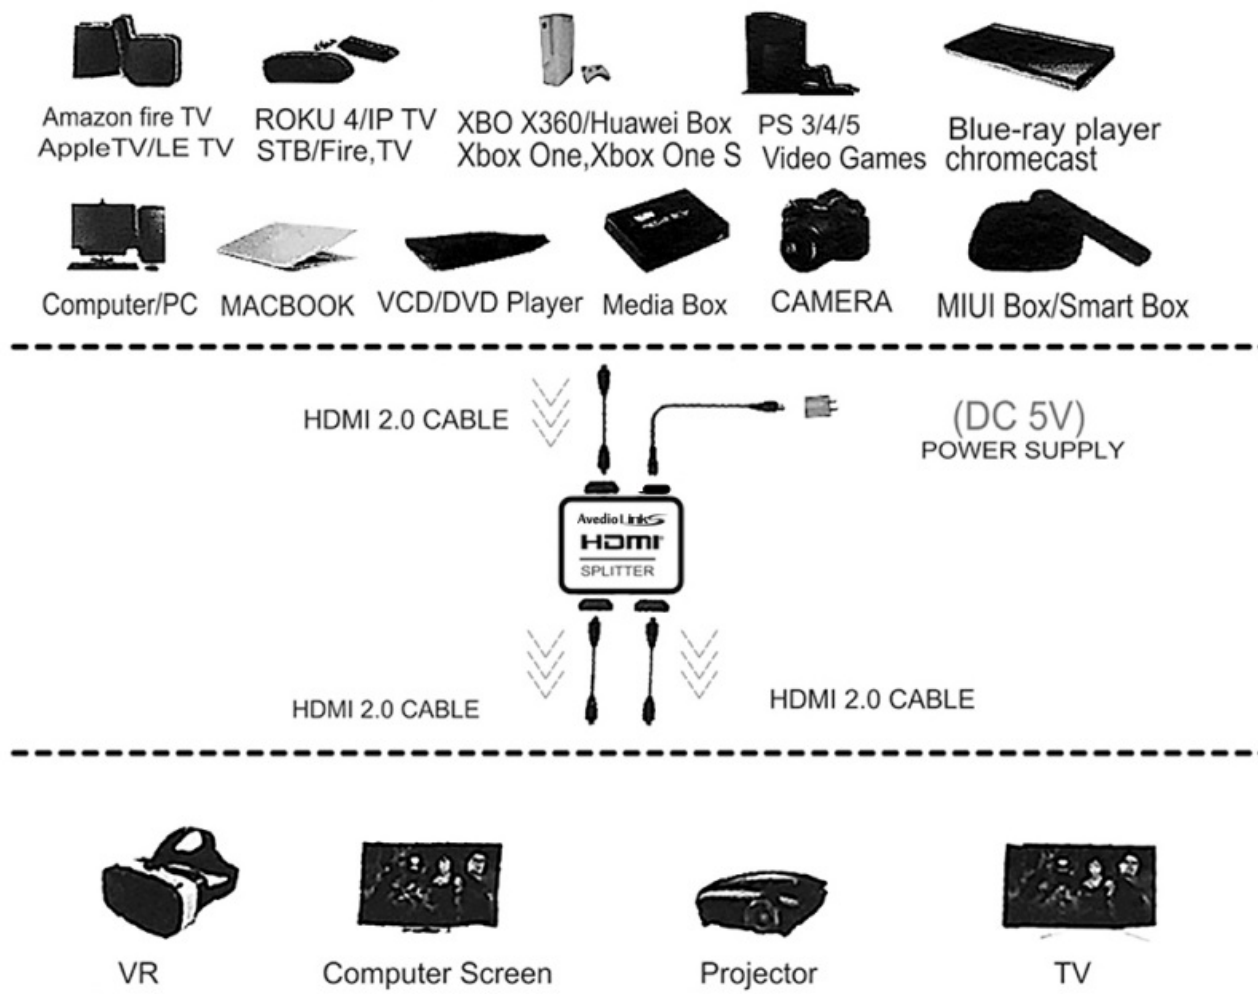 Amazon fire TV
AppleTV/LE TV
ROKU 4/IP TV
STB/Fire,TV
XBO X360/Huawei Box
Xbox One,Xbox One S
PS 3/4/5
Video Games
Blue-ray player
chromecast
Computer/PC
MACBOOK
VCD/DVD Player
Media Box
CAMERA
MIUI Box/Smart Box
HDMI 2.0 CABLE
(DC 5V)
POWER SUPPLY
AvedioLinkS
HDMI
SPLITTER
HDMI 2.0 CABLE
HDMI 2.0 CABLE
VR
Computer Screen
Projector
TV